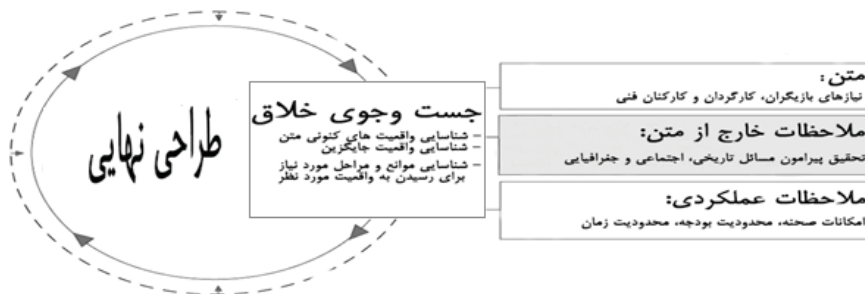 متن:
نیازهای بازیگران، کارگردان و کارکنان فنی
ملاحظات خارج از متن:
تحقیق پیرامون مسائل تاریخی، اجتماعی و جغرافیایی
ملاحظات عملکردی:
امکانات صحنه، محدودیت بودجه، محدودیت زمان
جست وجوی خلاق
– شناسایی واقعیت های کنونی متن
– شناسایی واقعیت جایگزین
– شناسایی موانع و مراحل مورد نیاز
برای رسیدن به واقعیت مورد نظر
طراحی نهایی